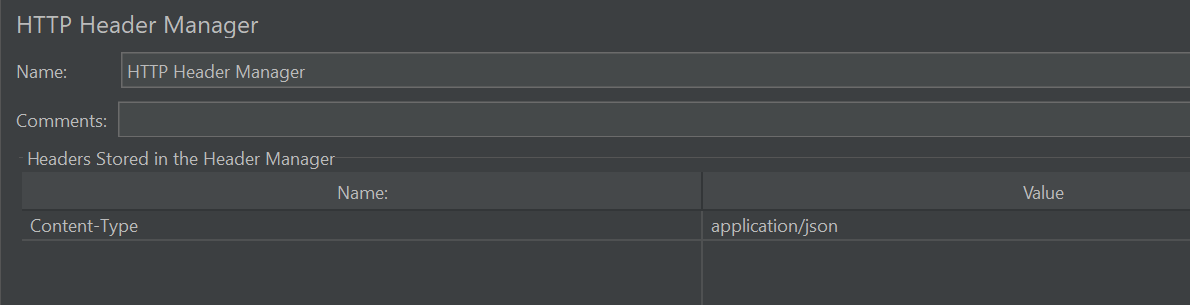 HTTP Header Manager
Name: HTTP Header Manager
Comments:
Headers Stored in the Header Manager
Name: Value
Content-Type application/json